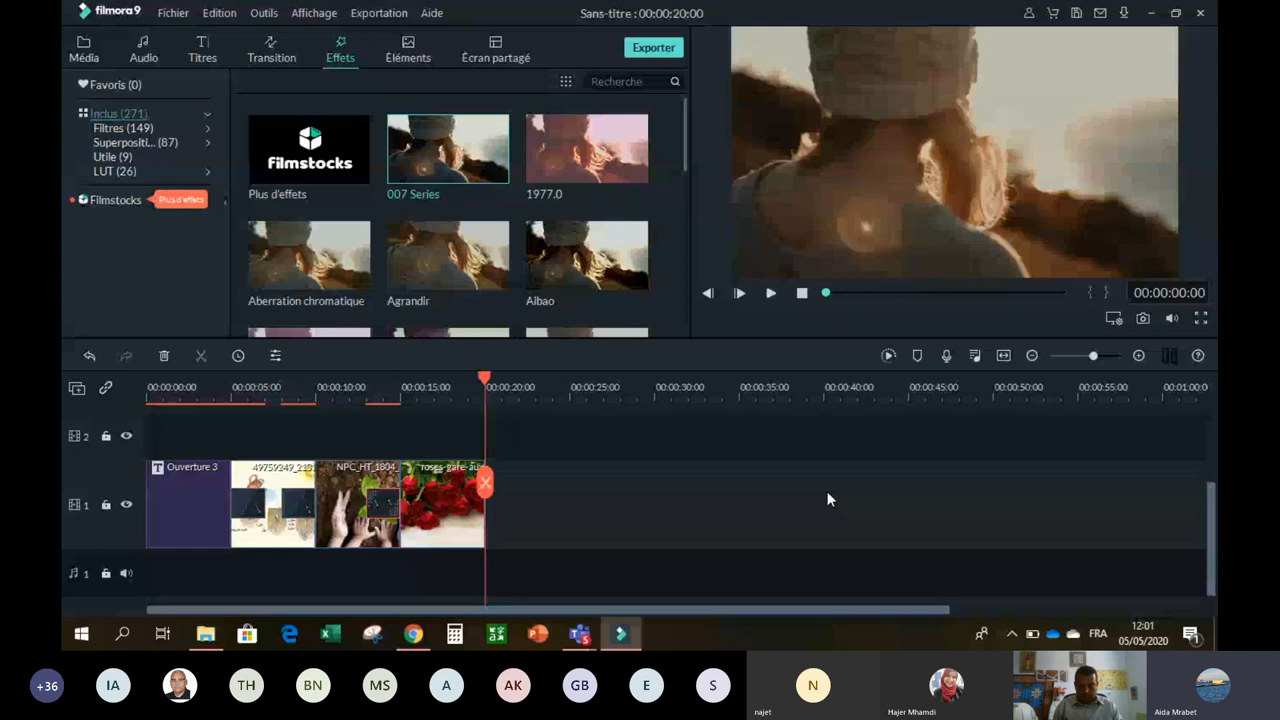 filmora9
Fichier
Edition
Outils
Affichage
Exportation
Aide
Sans-titre : 00:00:20:00
Média
Audio
Titres
Transition
Effets
Éléments
Écran partagé
Exporter
Favoris (0)
Recherche
Inclus (271)
Filtres (149)
Superpositi... (87)
Utile (9)
LUT (26)
Filmstocks
Plus d'effets
filmstocks
Plus d'effets
007 Series
1977.0
Aberration chromatique
Agrandir
Albao
00:00:00:00
00:00:00:00
00:00:05:00
00:00:10:00
00:00:15:00
00:00:20:00
00:00:25:00
00:00:30:00
00:00:35:00
00:00:40:00
00:00:45:00
00:00:50:00
00:00:55:00
00:01:00:0
2
T Ouverture 3
49759249_2131
NPC_HT_1804_
roses-gare-au
1
1
FRA
12:01
05/05/2020
1
+36
IA
TH
BN
MS
A
AK
GB
E
S
N
najet
Hajer Mhamdi
Aida Mrabet